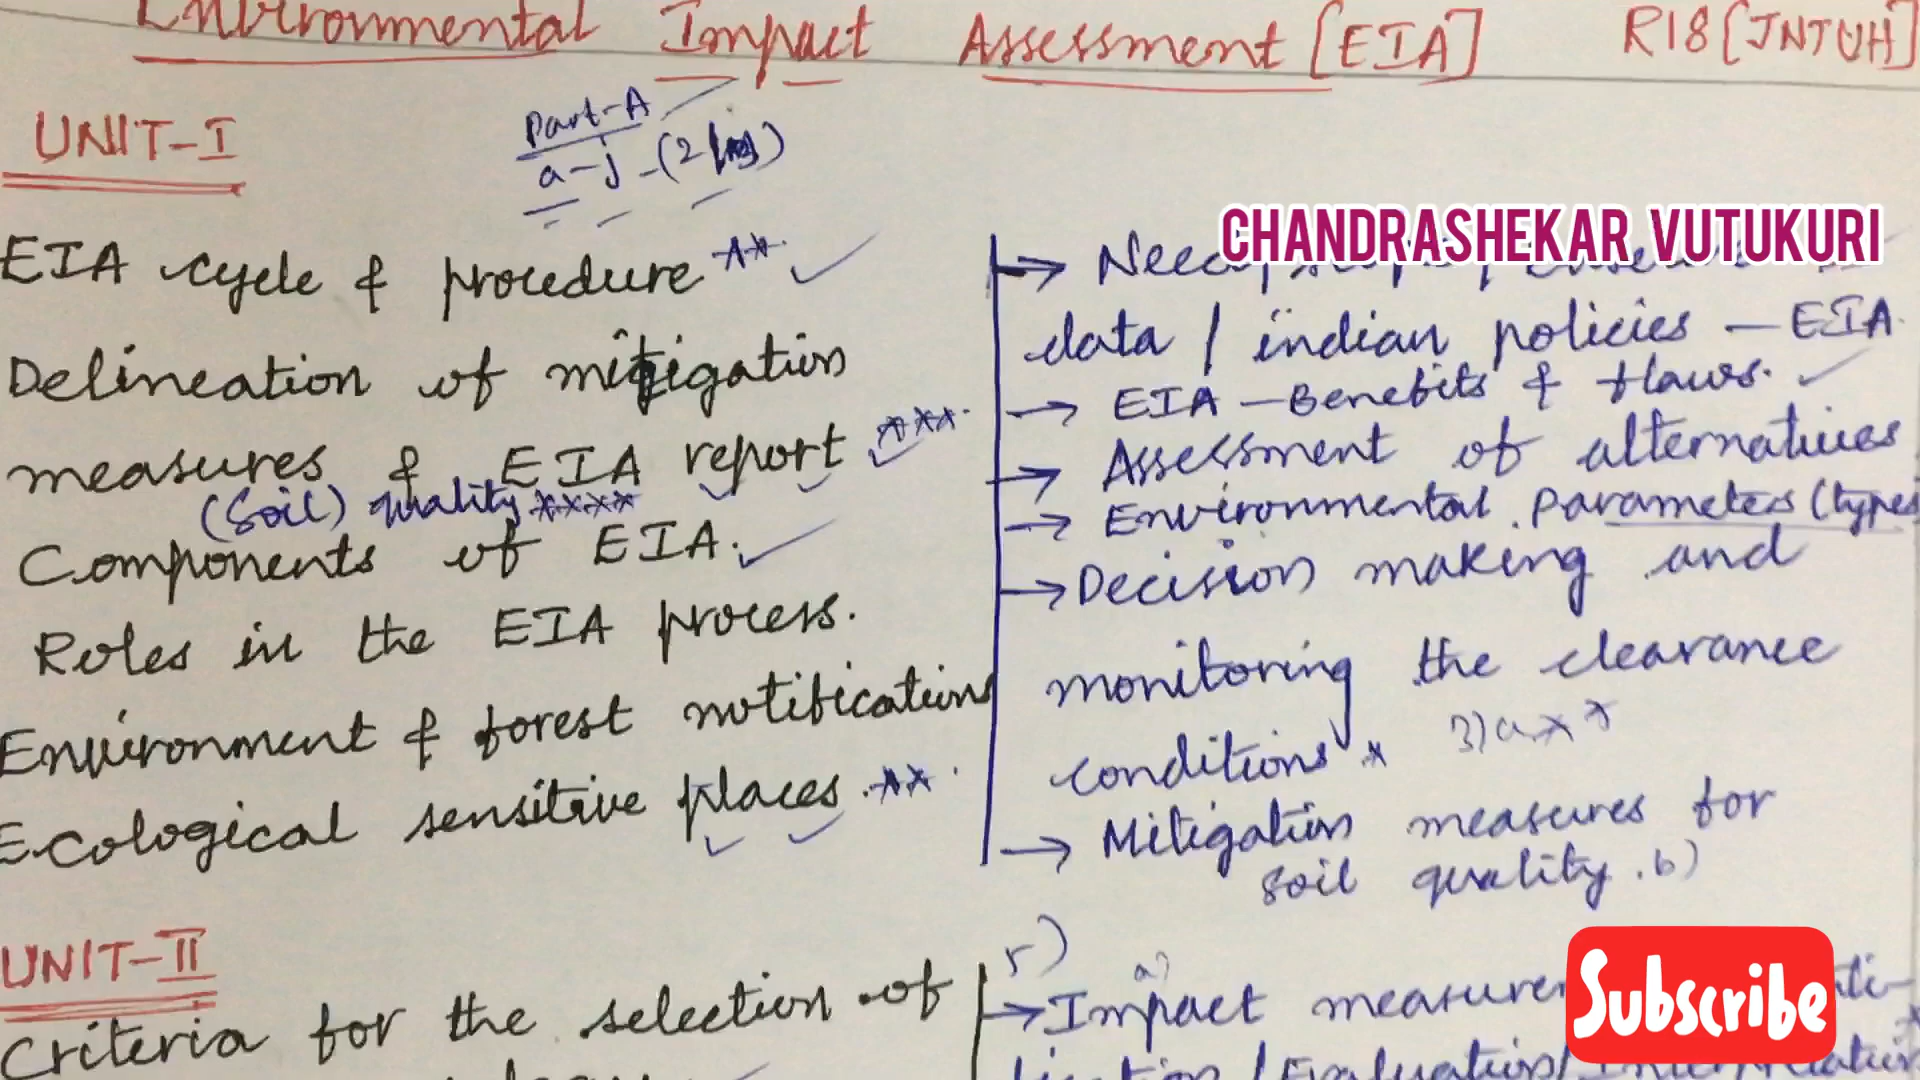 Environmental Impact Assessment [EIA] R18 [JNTUH]
UNIT-I
Part-A
a-j-(2
CHANDRASHEKAR VUTUKURI
EIA cycle & procedure **
Delineation of mitigation
measures & EIA report ***
(Soil) quality ****
Components of EIA.
Roles in the EIA process.
Environment & forest notifications
Ecological sensitive places. **
→ Need,
data / indian policies - EIA
→ EIA - Benefits & flaws.
→ Assessment of alternatives
→ Environmental Parameters (types
→ Decision making and
monitoring the clearance
conditions * 3)a**
→ Mitigation measures for
soil quality. b)
UNIT-II
Criteria for the selection of
a)
→ Impact
/ Evaluation /
Subscribe